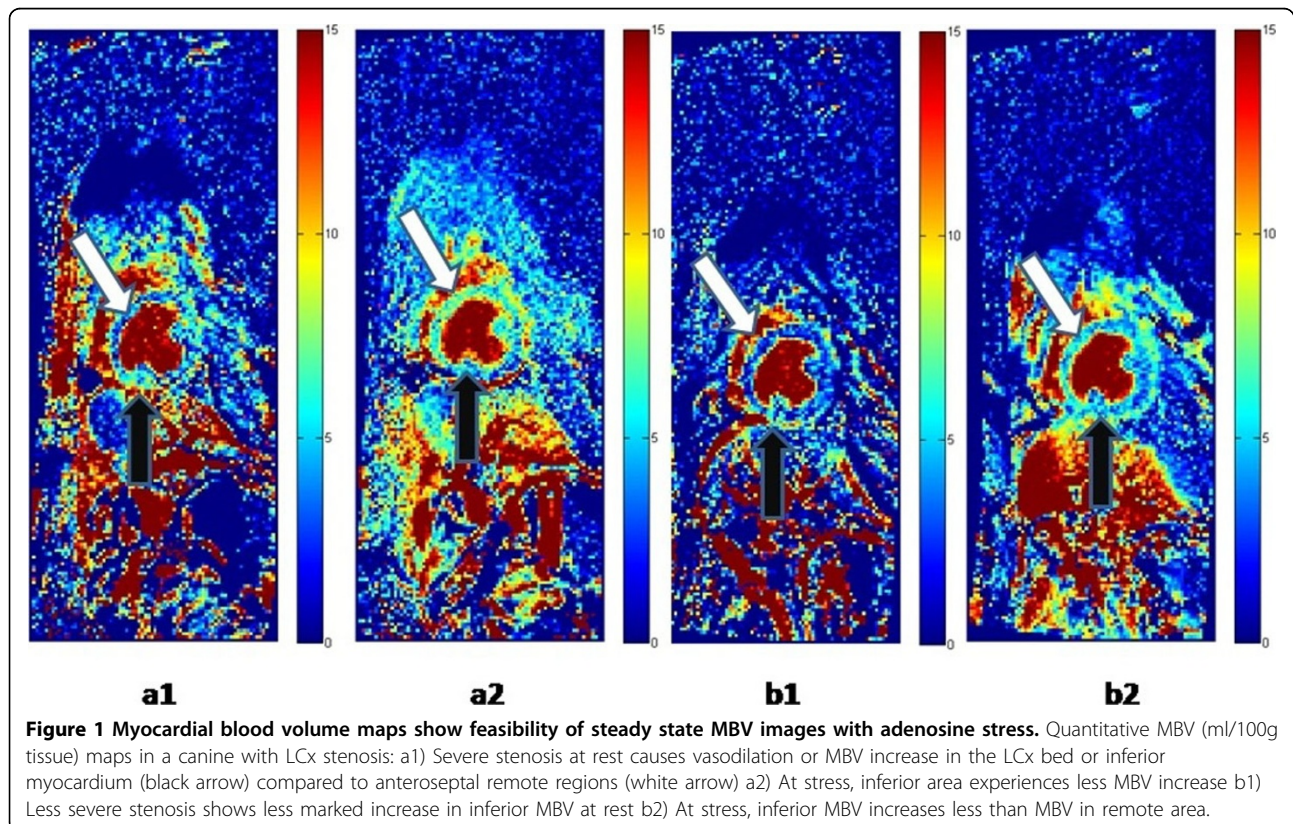 15
15
15
15
10
10
10
10
5
5
5
5
0
0
0
0
a1
a2
b1
b2
Figure 1 Myocardial blood volume maps show feasibility of steady state MBV images with adenosine stress. Quantitative MBV (ml/100g
tissue) maps in a canine with LCx stenosis: a1) Severe stenosis at rest causes vasodilation or MBV increase in the LCx bed or inferior
myocardium (black arrow) compared to anteroseptal remote regions (white arrow) a2) At stress, inferior area experiences less MBV increase b1)
Less severe stenosis shows less marked increase in inferior MBV at rest b2) At stress, inferior MBV increases less than MBV in remote area.